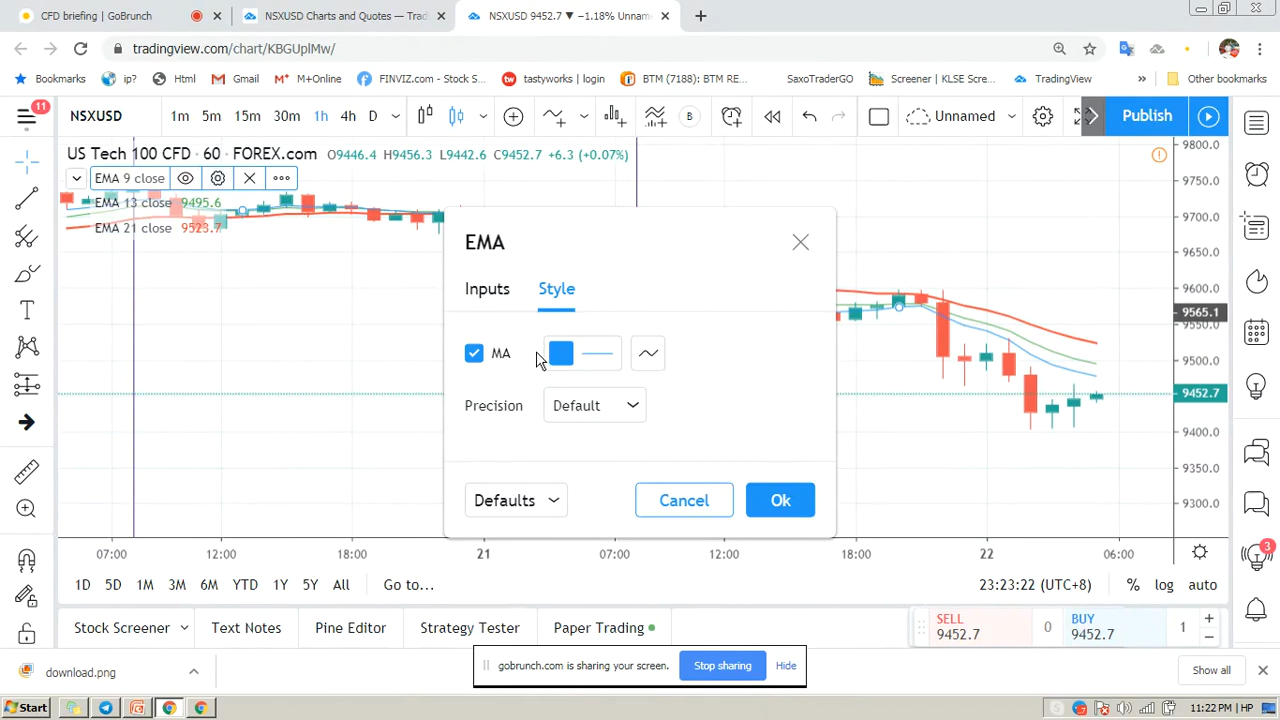 CFD briefing | GoBrunch
NSXUSD Charts and Quotes — Tradi
NSXUSD 9452.7 ▼ −1.18% Unnam
tradingview.com/chart/KBGUplMw/
Bookmarks
ip?
Html
Gmail
M+Online
FINVIZ.com - Stock S...
tastyworks | login
BTM (7188): BTM RE...
SaxoTraderGO
Screener | KLSE Scre...
TradingView
»
Other bookmarks
11
NSXUSD
1m 5m 15m 30m 1h 4h D
B
Unnamed
Publish
US Tech 100 CFD · 60 · FOREX.com O9446.4 H9456.3 L9442.6 C9452.7 +6.3 (+0.07%)
EMA 9 close
EMA 13 close 9495.6
EMA 21 close 9523.7
EMA
Inputs Style
MA
Precision Default
Defaults Cancel Ok
9800.0
9750.0
9700.0
9650.0
9600.0
9565.1
9550.0
9500.0
9452.7
9400.0
9350.0
9300.0
07:00 12:00 18:00 21 07:00 12:00 18:00 22 06:00
1D 5D 1M 3M 6M YTD 1Y 5Y All Go to... 23:23:22 (UTC+8) % log auto
3
Stock Screener Text Notes Pine Editor Strategy Tester Paper Trading
SELL
9452.7
0
BUY
9452.7
1
gobrunch.com is sharing your screen. Stop sharing Hide
download.png
Show all
Start
11:22 PM HP